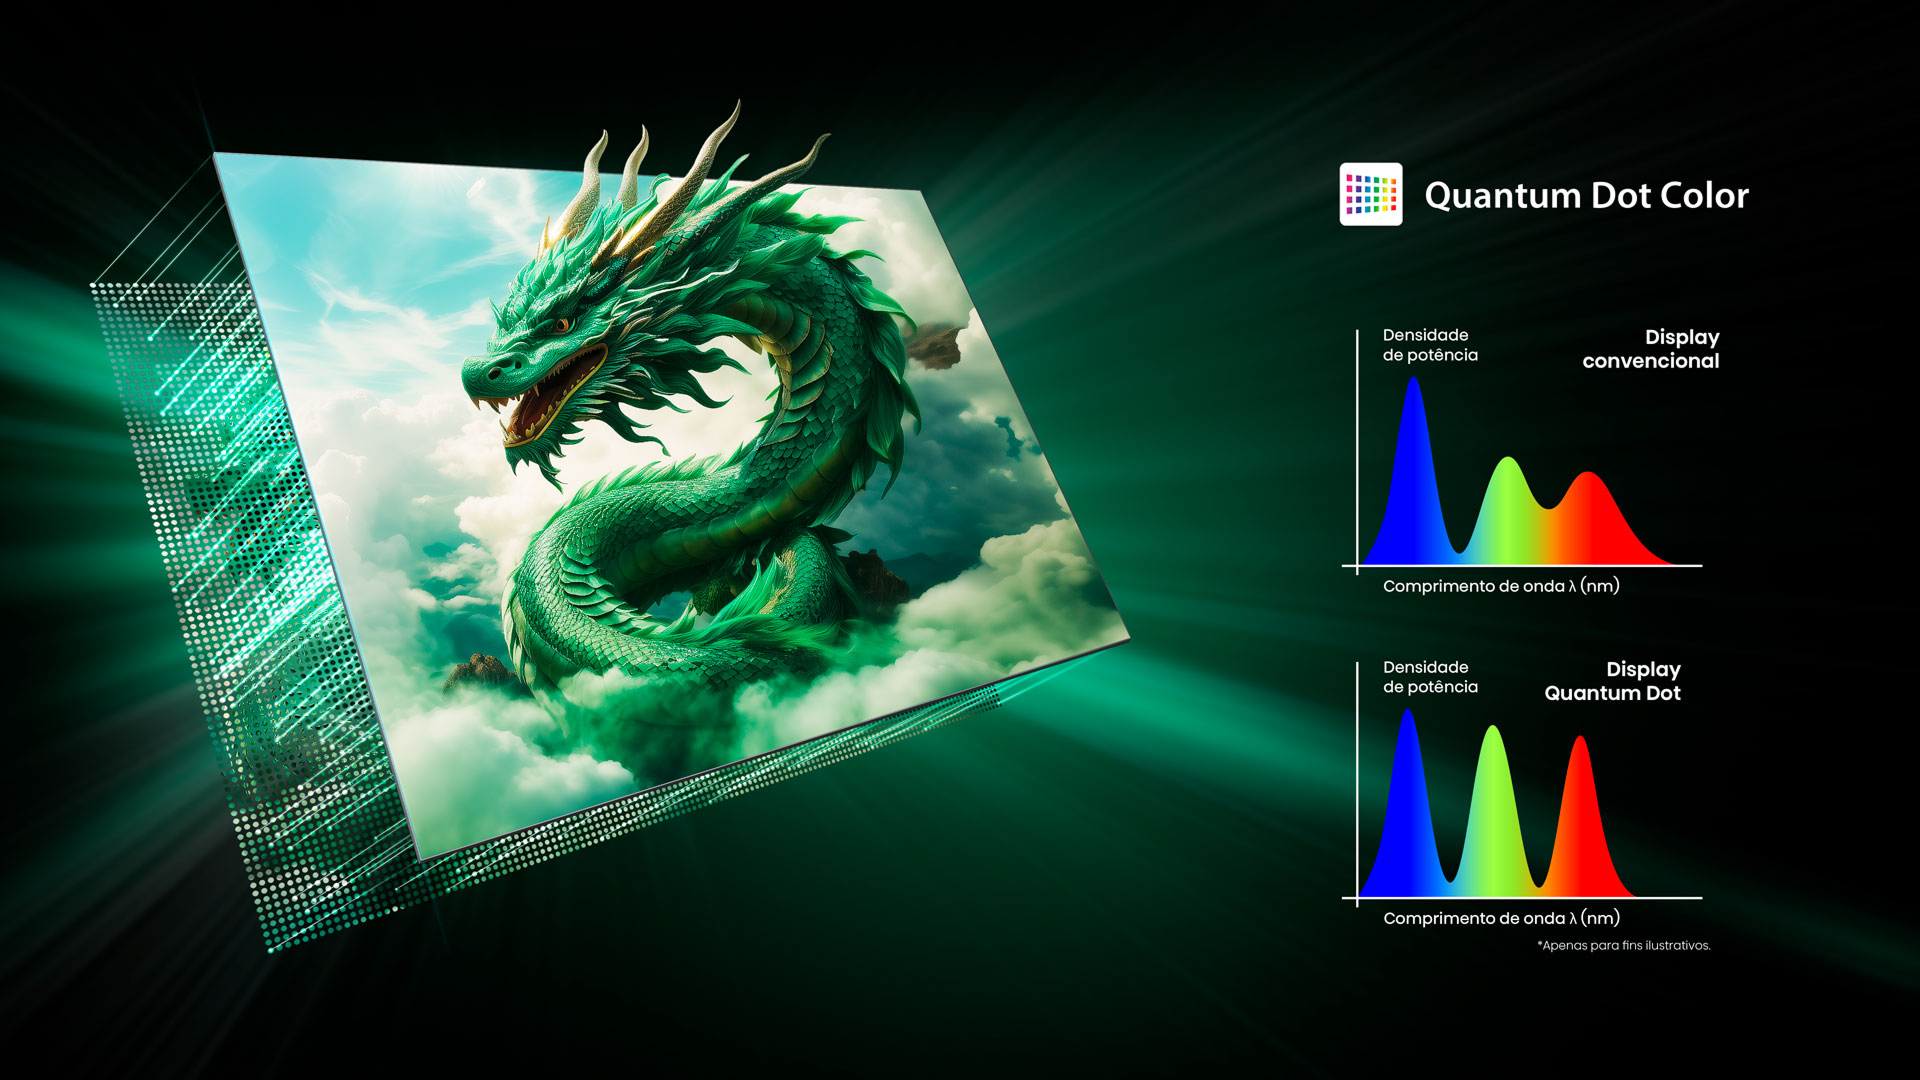 Quantum Dot Color
Densidade
de potência
Display
convencional
Comprimento de onda λ (nm)
Densidade
de potência
Display
Quantum Dot
Comprimento de onda λ (nm)
*Apenas para fins ilustrativos.